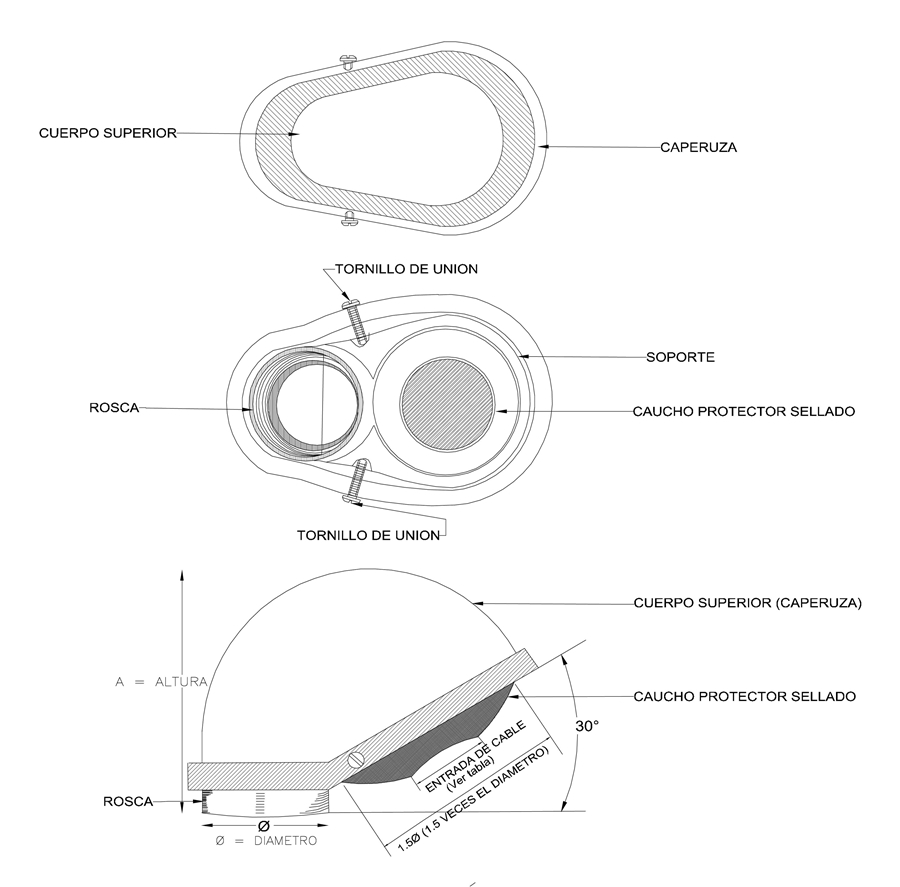 CUERPO SUPERIOR
CAPERUZA
TORNILLO DE UNION
SOPORTE
ROSCA
CAUCHO PROTECTOR SELLADO
TORNILLO DE UNION
CUERPO SUPERIOR (CAPERUZA)
A = ALTURA
CAUCHO PROTECTOR SELLADO
30°
ENTRADA DE CABLE
(Ver tabla)
1.5Ø (1.5 VECES EL DIAMETRO)
ROSCA
Ø
Ø = DIAMETRO